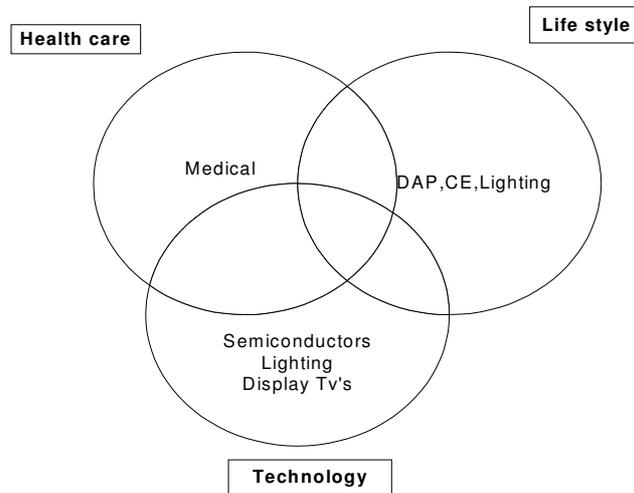 Health care
Life style
Medical
DAP,CE,Lighting
Semiconductors
Lighting
Display Tv's
Technology